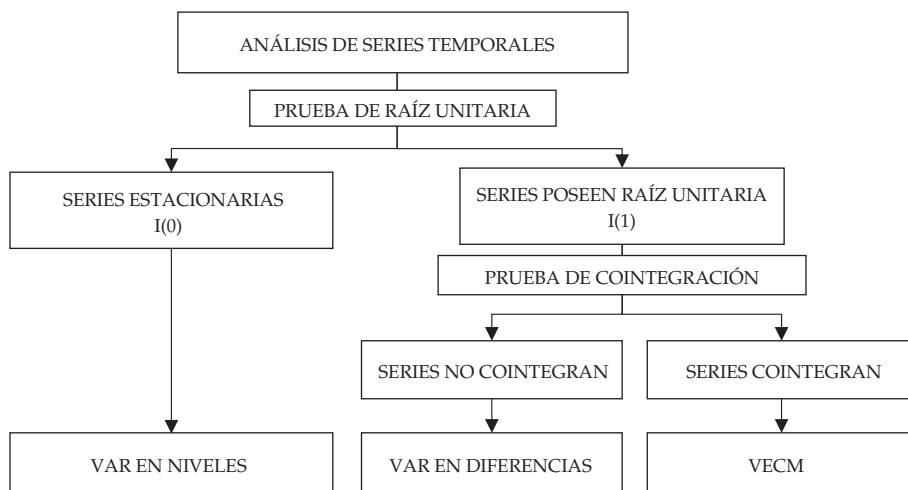 ANÁLISIS DE SERIES TEMPORALES
PRUEBA DE RAÍZ UNITARIA
SERIES ESTACIONARIAS
I(0)
SERIES POSEEN RAÍZ UNITARIA
I(1)
PRUEBA DE COINTEGRACIÓN
SERIES NO COINTEGRAN
SERIES COINTEGRAN
VAR EN NIVELES
VAR EN DIFERENCIAS
VECM